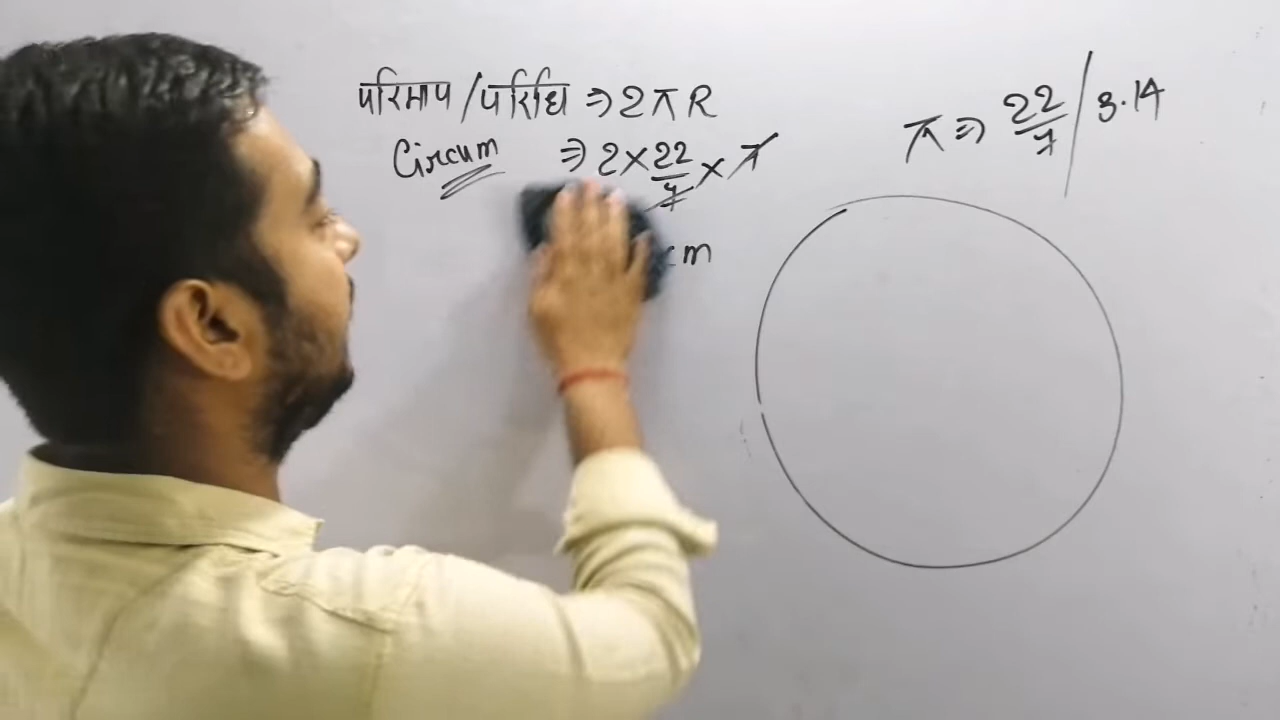 परिमाप/परिधि ⇒ 2πR
Circum ⇒ 2 × 22/7 × 7
cm
π ⇒ 22/7 / 3.14